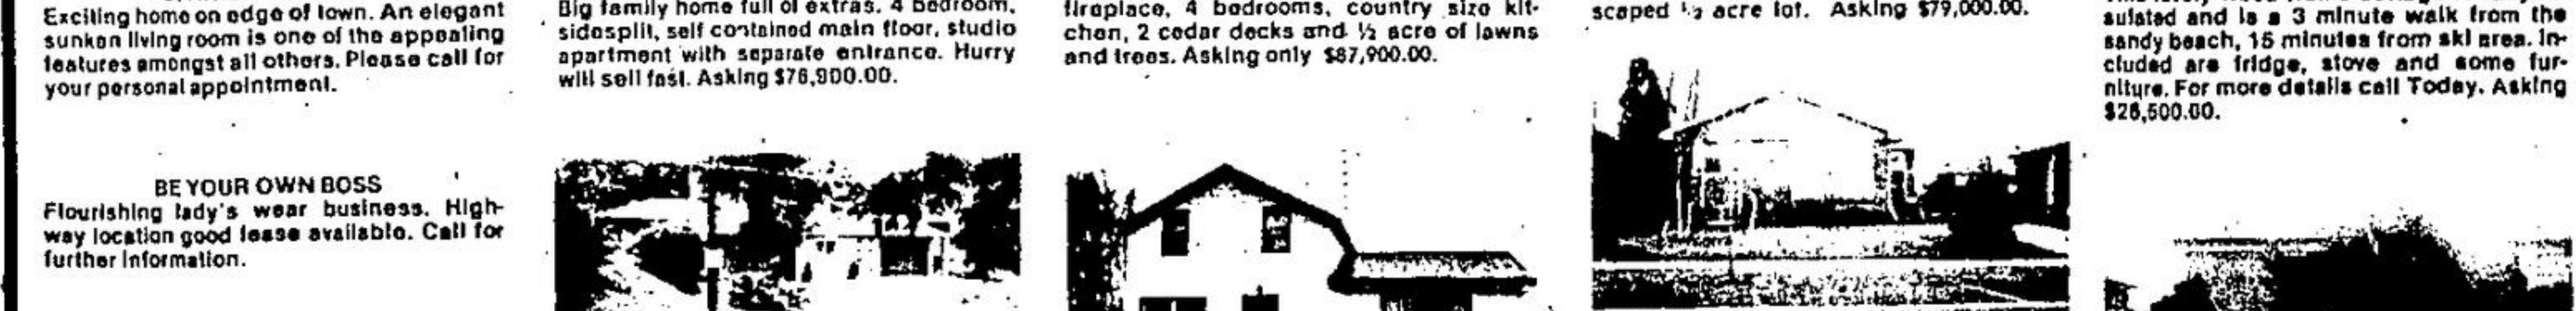 Exciting home on edge of town. An elegant
sunken living room is one of the appealing
features amongst all others. Please call for
your personal appointment.
BE YOUR OWN BOSS
Flourishing lady's wear business. High-
way location good lease available. Call for
further information.
Big family home full of extras. 4 bedroom,
sidesplit, self contained main floor, studio
apartment with separate entrance. Hurry
will sell fast. Asking $76,900.00.
fireplace, 4 bedrooms, country size kit-
chen, 2 cedar decks and ½ acre of lawns
and trees. Asking only $87,900.00.
scaped ½ acre lot. Asking $79,000.00.
sulated and is a 3 minute walk from the
sandy beach, 15 minutes from ski area. In-
cluded are fridge, stove and some fur-
niture. For more details call Today. Asking
$26,500.00.